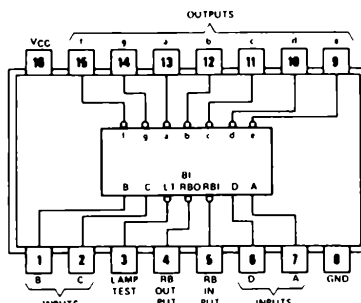 OUTPUTS
VCC f g a b c d e
16 15 14 13 12 11 10 9
f g a b c d e
BI
B C LT RBO RBI D A
1 2 3 4 5 6 7 8
B C LAMP RB RB D A GND
INPUTS TEST OUT IN INPUTS
PUT PUT